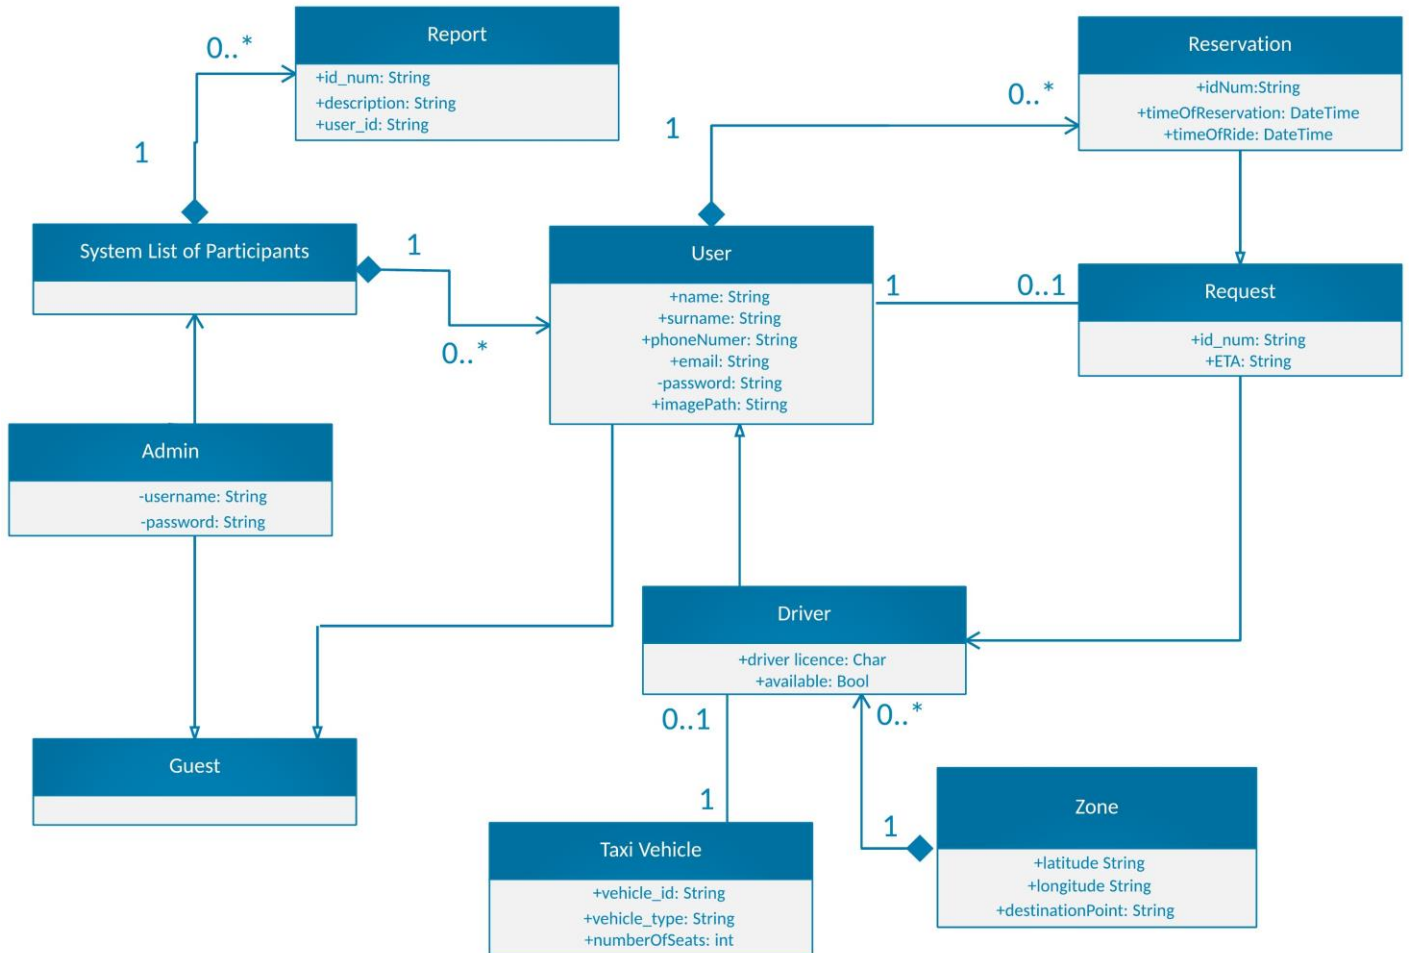 Report
+id_num: String
+description: String
+user_id: String
0..*
1
Reservation
+idNum:String
+timeOfReservation: DateTime
+timeOfRide: DateTime
0..*
1
System List of Participants
1
0..*
User
+name: String
+surname: String
+phoneNumer: String
+email: String
-password: String
+imagePath: Stirng
1
0..1
Request
+id_num: String
+ETA: String
Admin
-username: String
-password: String
Driver
+driver licence: Char
+available: Bool
0..1
0..*
1
1
Guest
Taxi Vehicle
+vehicle_id: String
+vehicle_type: String
+numberOfSeats: int
Zone
+latitude String
+longitude String
+destinationPoint: String